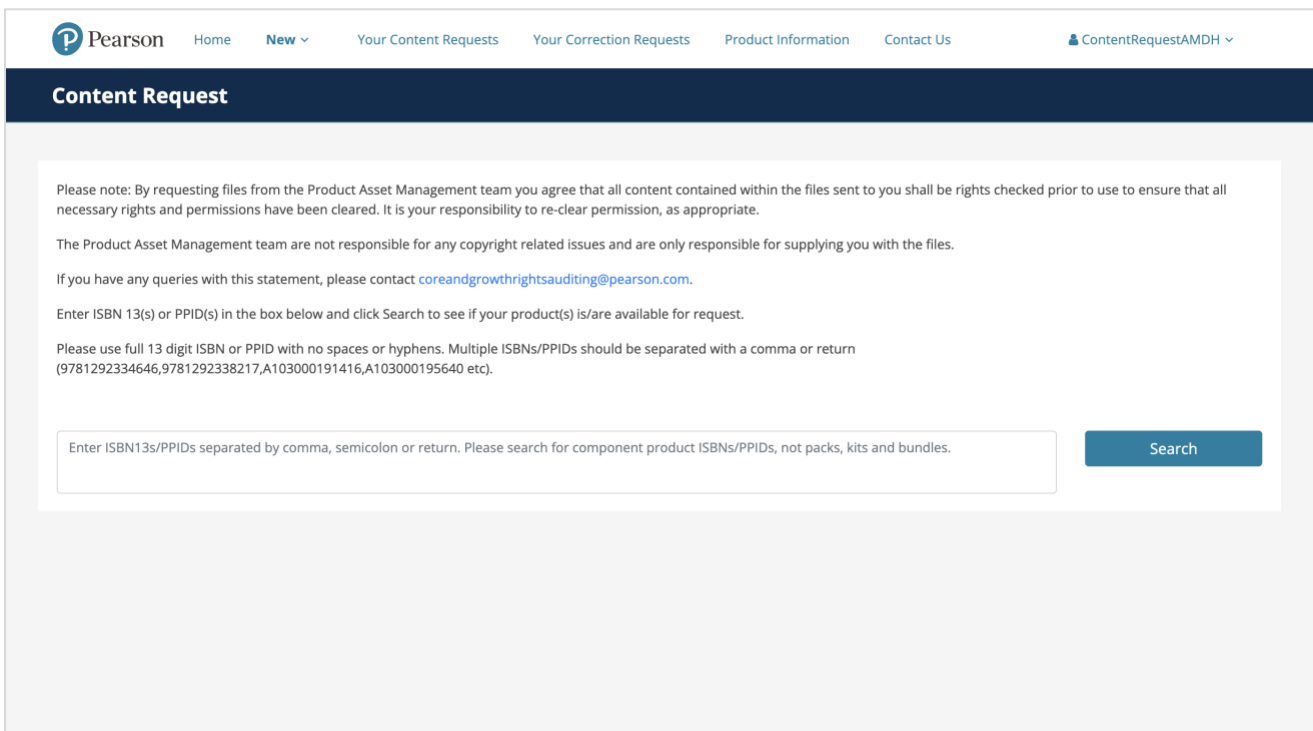 Pearson
Home
New
Your Content Requests
Your Correction Requests
Product Information
Contact Us
ContentRequestAMDH
Content Request
Please note: By requesting files from the Product Asset Management team you agree that all content contained within the files sent to you shall be rights checked prior to use to ensure that all
necessary rights and permissions have been cleared. It is your responsibility to re-clear permission, as appropriate.
The Product Asset Management team are not responsible for any copyright related issues and are only responsible for supplying you with the files.
If you have any queries with this statement, please contact coreandgrowthrightsauditing@pearson.com.
Enter ISBN 13(s) or PPID(s) in the box below and click Search to see if your product(s) is/are available for request.
Please use full 13 digit ISBN or PPID with no spaces or hyphens. Multiple ISBNs/PPIDs should be separated with a comma or return
(9781292334646,9781292338217,A103000191416,A103000195640 etc).
Enter ISBN13s/PPIDs separated by comma, semicolon or return. Please search for component product ISBNs/PPIDs, not packs, kits and bundles.
Search